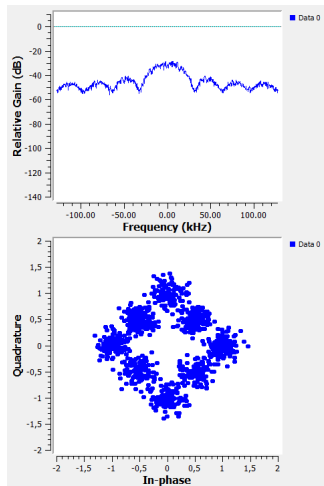 Data 0
Relative Gain (dB)
0
-20
-40
-60
-80
-100
-120
-140
-100.00 -50.00 0.00 50.00 100.00
Frequency (kHz)
Data 0
Quadrature
2
1,5
1
0,5
0
-0,5
-1
-1,5
-2
-2 -1,5 -1 -0,5 0 0,5 1 1,5 2
In-phase